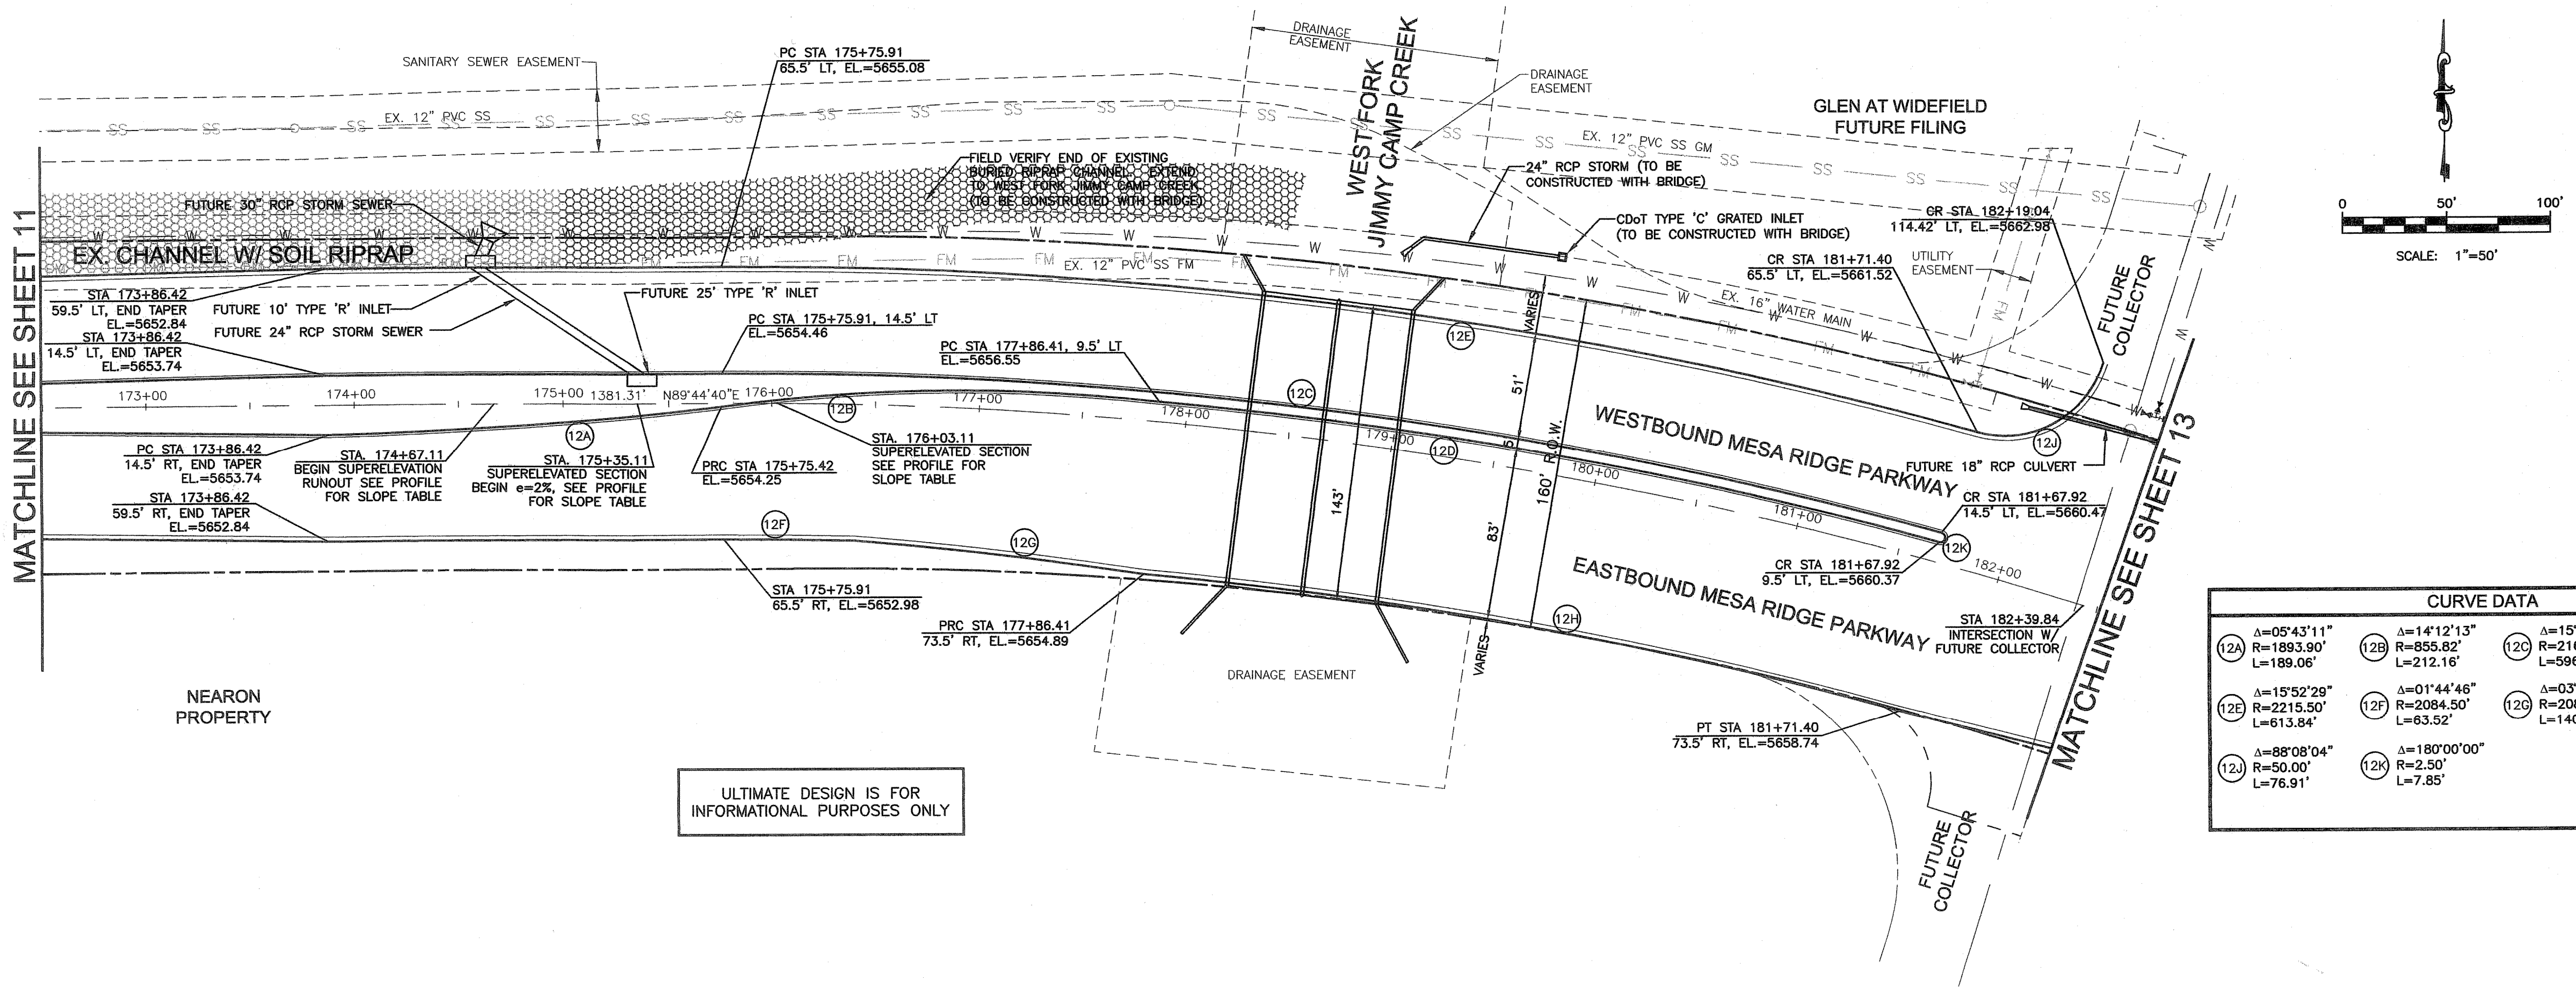 DRAINAGE
EASEMENT
PC STA 175+75.91
65.5' LT, EL.=5655.08
SANITARY SEWER EASEMENT
WEST FORK
JIMMY CAMP CREEK
DRAINAGE
EASEMENT
GLEN AT WIDEFIELD
FUTURE FILING
EX. 12" PVC SS
EX. 12" PVC SS GM
FIELD VERIFY END OF EXISTING
BURIED RIPRAP CHANNEL. EXTEND
TO WEST FORK JIMMY CAMP CREEK
(TO BE CONSTRUCTED WITH BRIDGE)
24" RCP STORM (TO BE
CONSTRUCTED WITH BRIDGE)
CDoT TYPE 'C' GRATED INLET
(TO BE CONSTRUCTED WITH BRIDGE)
CR STA 182+19.04
114.42' LT, EL.=5662.98
0 50' 100'
SCALE: 1"=50'
CR STA 181+71.40
65.5' LT, EL.=5661.52
UTILITY
EASEMENT
FUTURE
COLLECTOR
MATCHLINE SEE SHEET 11
FUTURE 30" RCP STORM SEWER
EX. CHANNEL W/ SOIL RIPRAP
EX. 12" PVC SS FM
EX. 16" WATER MAIN
STA 173+86.42
59.5' LT, END TAPER
EL.=5652.84
FUTURE 10' TYPE 'R' INLET
FUTURE 24" RCP STORM SEWER
FUTURE 25' TYPE 'R' INLET
STA 173+86.42
14.5' LT, END TAPER
EL.=5653.74
PC STA 175+75.91, 14.5' LT
EL.=5654.46
PC STA 177+86.41, 9.5' LT
EL.=5656.55
VARIES
51'
5'
83'
VARIES
143'
160' R.O.W.
12E
12C
12D
12J
173+00
174+00
175+00
1381.31' N89°44'40"E
176+00
177+00
178+00
179+00
180+00
181+00
182+00
12A
12B
PC STA 173+86.42
14.5' RT, END TAPER
EL.=5653.74
STA. 174+67.11
BEGIN SUPERELEVATION
RUNOUT SEE PROFILE
FOR SLOPE TABLE
STA. 175+35.11
SUPERELEVATED SECTION
BEGIN e=2%, SEE PROFILE
FOR SLOPE TABLE
PRC STA 175+75.42
EL.=5654.25
STA. 176+03.11
SUPERELEVATED SECTION
SEE PROFILE FOR
SLOPE TABLE
STA 173+86.42
59.5' RT, END TAPER
EL.=5652.84
WESTBOUND MESA RIDGE PARKWAY
EASTBOUND MESA RIDGE PARKWAY
FUTURE 18" RCP CULVERT
CR STA 181+67.92
14.5' LT, EL.=5660.47
12K
CR STA 181+67.92
9.5' LT, EL.=5660.37
MATCHLINE SEE SHEET 13
12F
12G
12H
STA 175+75.91
65.5' RT, EL.=5652.98
PRC STA 177+86.41
73.5' RT, EL.=5654.89
STA 182+39.84
INTERSECTION W/
FUTURE COLLECTOR
DRAINAGE EASEMENT
NEARON
PROPERTY
PT STA 181+71.40
73.5' RT, EL.=5658.74
ULTIMATE DESIGN IS FOR
INFORMATIONAL PURPOSES ONLY
FUTURE
COLLECTOR
CURVE DATA
12A Δ=05°43'11" R=1893.90' L=189.06'
12B Δ=14°12'13" R=855.82' L=212.16'
12C Δ=15° R=216 L=596
12E Δ=15°52'29" R=2215.50' L=613.84'
12F Δ=01°44'46" R=2084.50' L=63.52'
12G Δ=03° R=208 L=140
12J Δ=88°08'04" R=50.00' L=76.91'
12K Δ=180°00'00" R=2.50' L=7.85'